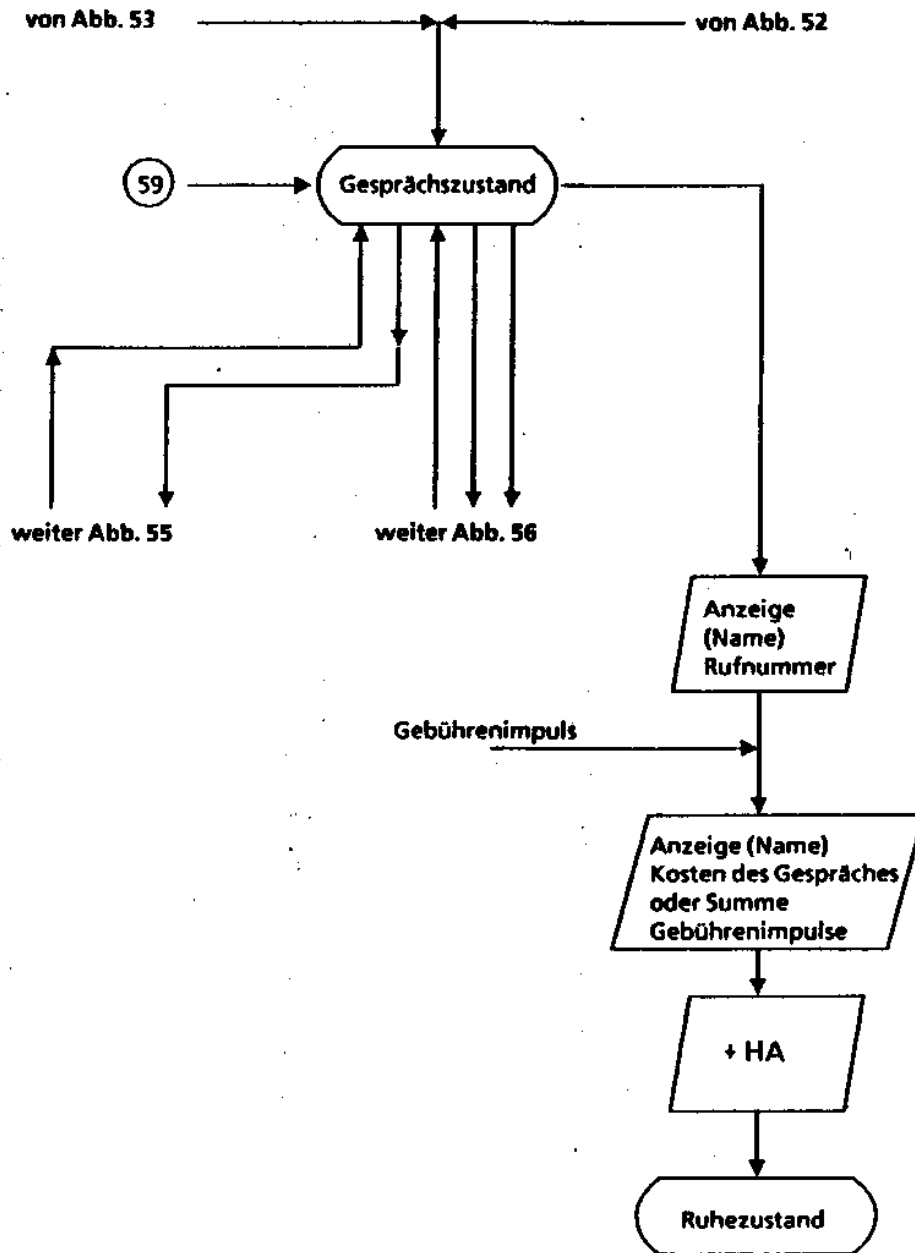 von Abb. 53
von Abb. 52
59
Gesprächszustand
weiter Abb. 55
weiter Abb. 56
Anzeige
(Name)
Rufnummer
Gebührenimpuls
Anzeige (Name)
Kosten des Gespräches
oder Summe
Gebührenimpulse
↓ HA
Ruhezustand